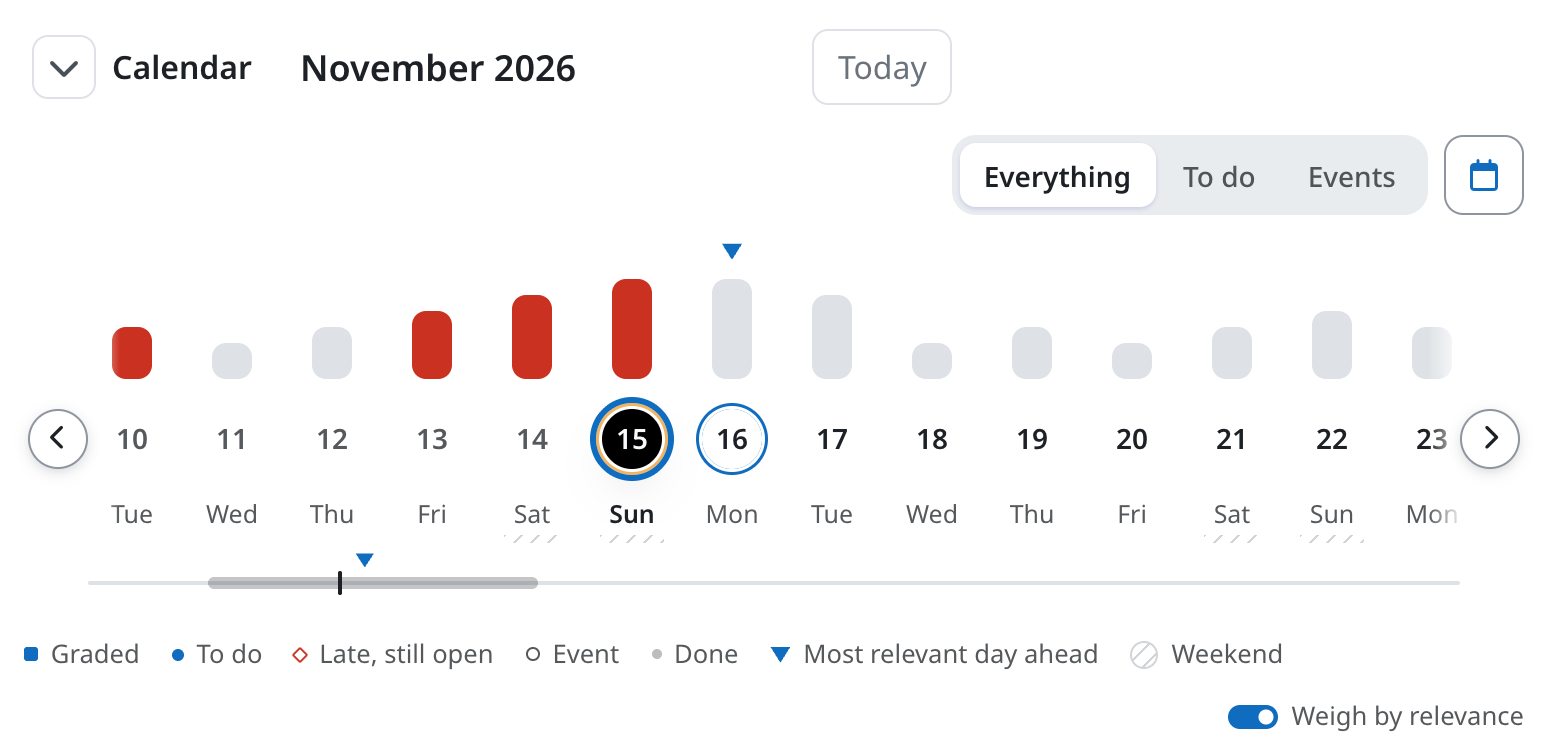 Calendar November 2026 Today
Everything To do Events
10 11 12 13 14 15 16 17 18 19 20 21 22 23
Tue Wed Thu Fri Sat Sun Mon Tue Wed Thu Fri Sat Sun Mon
Graded To do Late, still open Event Done Most relevant day ahead Weekend
Weigh by relevance